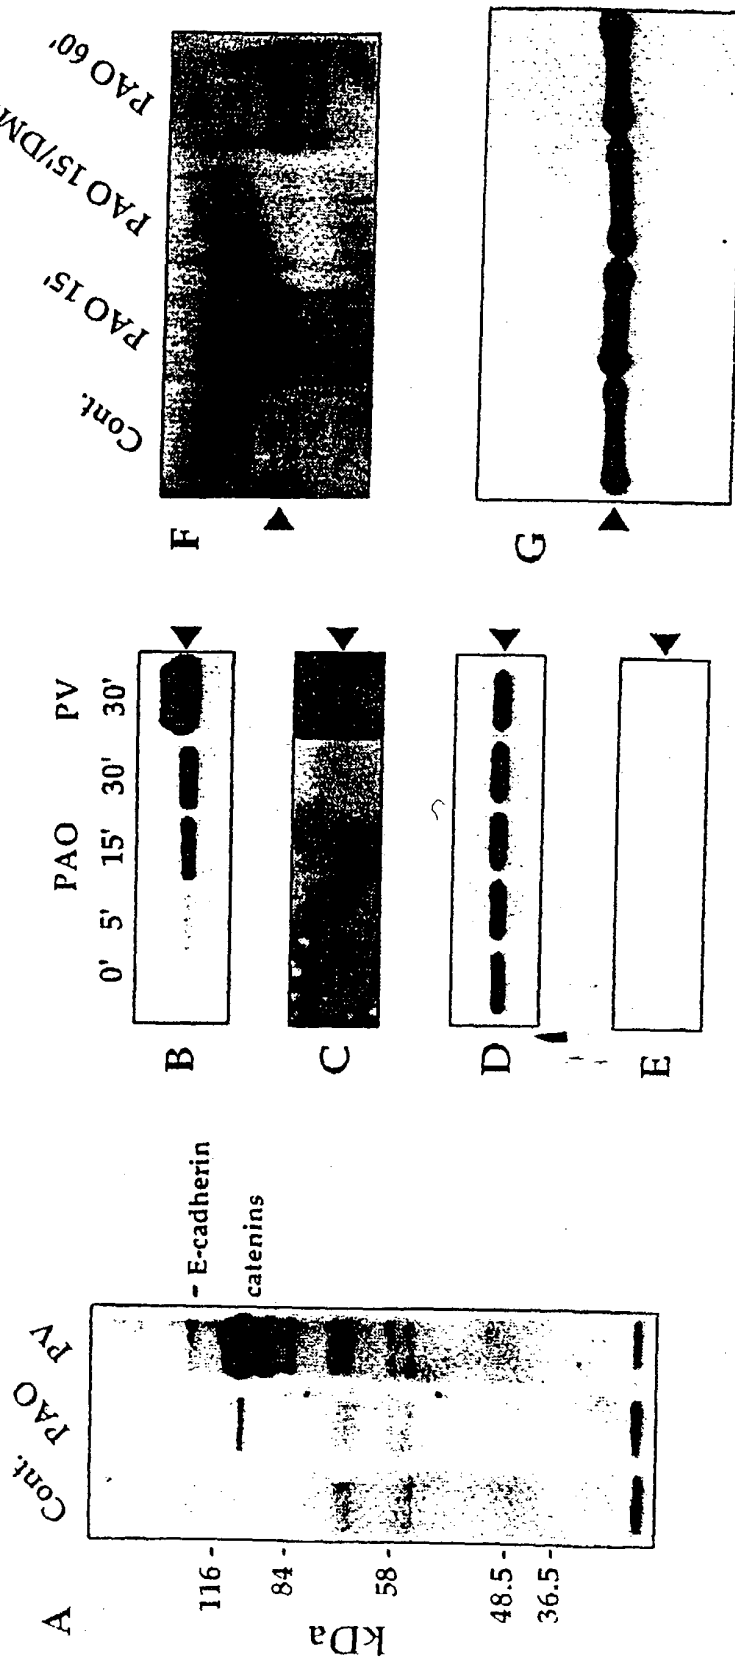 A
Cont.
PAO
PV
kDa
116 -
84 -
58 -
48.5 -
36.5 -
- E-cadherin
catenins
PAO
PV
0'
5'
15'
30'
30'
B
C
D
E
Cont.
PAO 15'
PAO 15'/DM
PAO 60'
F
G